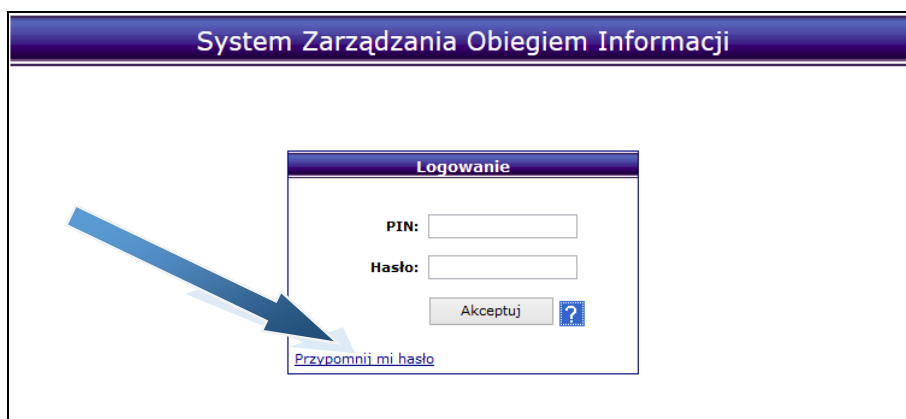 System Zarządzania Obiegiem Informacji
Logowanie
PIN:
Hasło:
Akceptuj ?
Przypomnij mi hasło